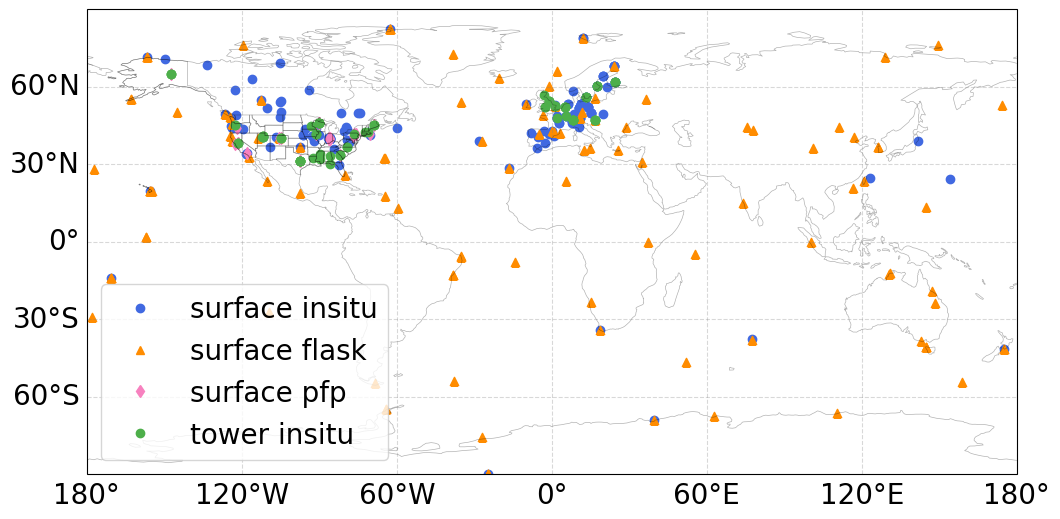 60°N
30°N
0°
30°S
60°S
surface insitu
surface flask
surface pfp
tower insitu
180° 120°W 60°W 0° 60°E 120°E 180°